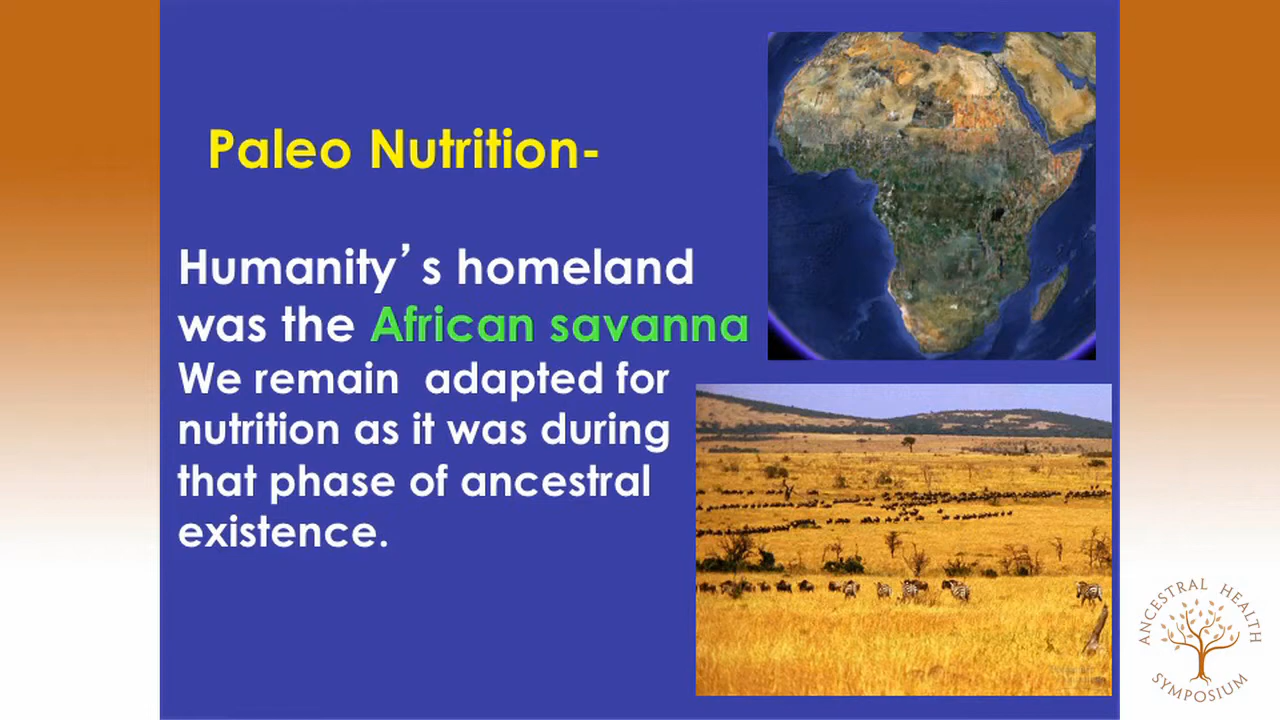 Paleo Nutrition-
Humanity’s homeland
was the African savanna
We remain  adapted for
nutrition as it was during
that phase of ancestral
existence.
ANCESTRAL HEALTH
SYMPOSIUM